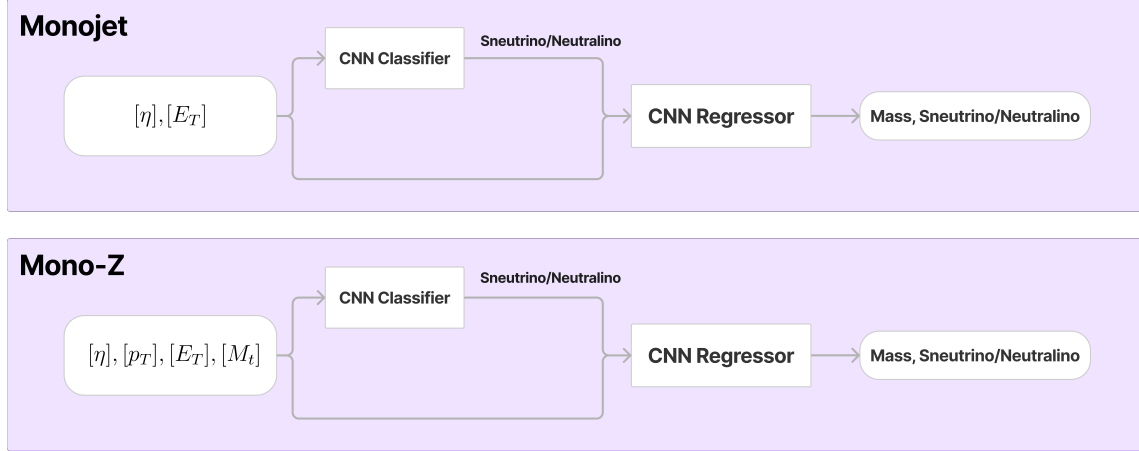 Monojet
Sneutrino/Neutralino
CNN Classifier
[η],[E_T]
CNN Regressor
Mass, Sneutrino/Neutralino
Mono-Z
Sneutrino/Neutralino
CNN Classifier
[η], [p_T], [E_T], [M_t]
CNN Regressor
Mass, Sneutrino/Neutralino